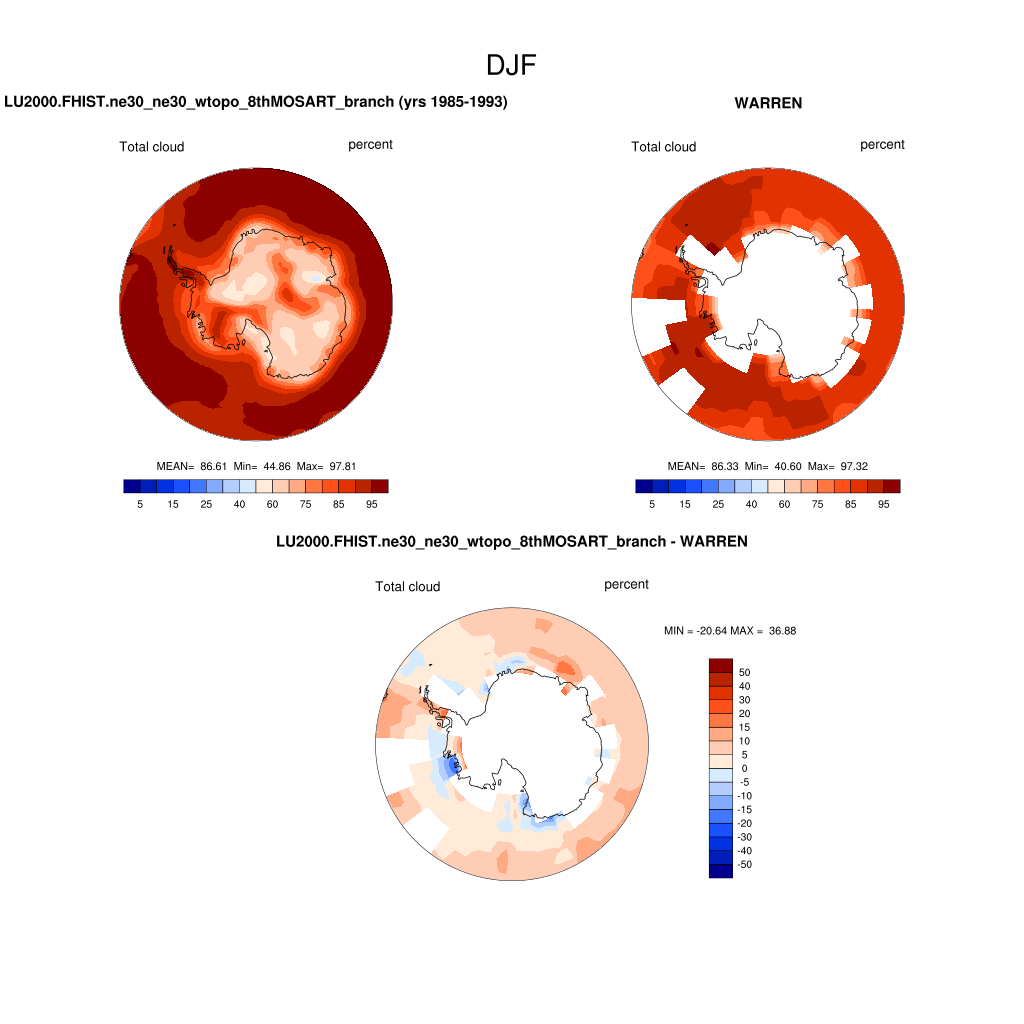 DJF
LU2000.FHIST.ne30_ne30_wtopo_8thMOSART_branch (yrs 1985-1993)
WARREN
Total cloud percent
Total cloud percent
MEAN= 86.61 Min= 44.86 Max= 97.81
MEAN= 86.33 Min= 40.60 Max= 97.32
5 15 25 40 60 75 85 95
5 15 25 40 60 75 85 95
LU2000.FHIST.ne30_ne30_wtopo_8thMOSART_branch - WARREN
Total cloud percent
MIN = -20.64 MAX = 36.88
50
40
30
20
15
10
5
0
-5
-10
-15
-20
-30
-40
-50